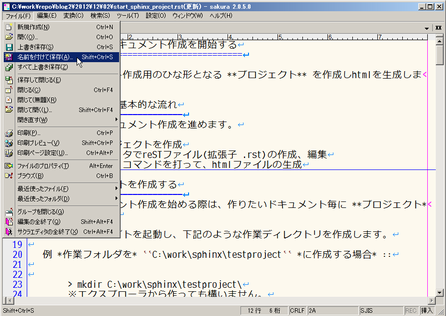 C:¥work¥repo¥blog2¥2012¥12¥02¥start_sphinx_project.rst(更新) - sakura 2.0.5.0
ファイル(F) 編集(E) 変換(C) 検索(S) ツール(T) 設定(O) ウィンドウ(W) ヘルプ(H)
新規作成(N) Ctrl+N
開く(O)... Ctrl+O
上書き保存(S) Ctrl+S
名前を付けて保存(A)... Shift+Ctrl+S
すべて上書き保存(Z)
保存して閉じる(E)
閉じる(C) Ctrl+F4
閉じて(無題)(R)
閉じて開く(L)... Shift+Ctrl+F4
開き直す(W)
印刷(P)... Ctrl+P
印刷プレビュー(V) Shift+Ctrl+P
印刷ページ設定(U)... Ctrl+Alt+P
ファイルのプロパティ(T) Alt+Enter
ブラウズ(B) Ctrl+B
最近使ったファイル(F)
最近使ったフォルダ(D)
グループを閉じる(G)
編集の全終了(Q) Shift+Alt+F4
サクラエディタの全終了(X) Ctrl+Alt+F4
キュメント作成を開始する
作成用のひな形となる **プロジェクト** を作成しhtmlを生成しま
基本的な流れ
ュメント作成を進めます。
ジェクトを作成
タでreSTファイル(拡張子 .rst)の作成、編集
コマンドを打って、htmlファイルの生成
トを作成する
メント作成を始める際は、作りたいドキュメント毎に **プロジェクト*
トを起動し、下記のような作業ディレクトリを作成します。
19
20 例 *作業フォルダを* ``C:\work\sphinx\testproject`` *に作成する場合* ::
21
22 > mkdir C:\work\sphinx\testproject\
23 ※エクスプローラから作っても構いません。
Shift+Ctrl+S 12 行 6 桁 CRLF 2A SJIS REC 挿入